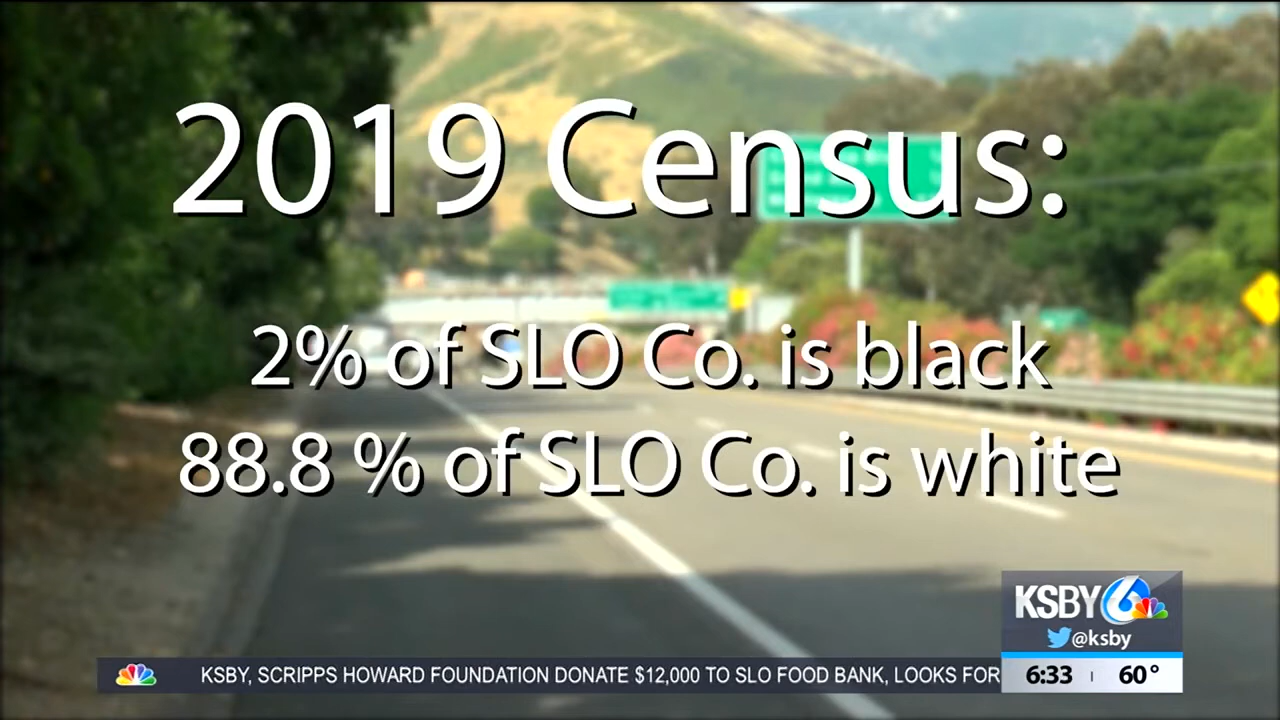 2019 Census:
2% of SLO Co. is black
88.8 % of SLO Co. is white
KSBY 6
@ksby
KSBY, SCRIPPS HOWARD FOUNDATION DONATE $12,000 TO SLO FOOD BANK, LOOKS FOR
6:33 60°